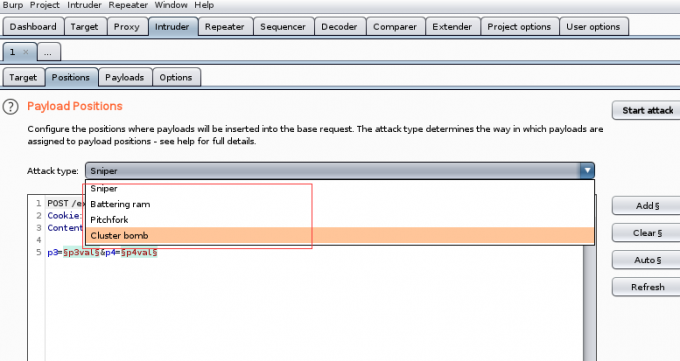 Burp Project Intruder Repeater Window Help
Dashboard Target Proxy Intruder Repeater Sequencer Decoder Comparer Extender Project options User options
1 × ...
Target Positions Payloads Options
? Payload Positions
Start attack
Configure the positions where payloads will be inserted into the base request. The attack type determines the way in which payloads are
assigned to payload positions - see help for full details.
Attack type: Sniper
Sniper
Battering ram
Pitchfork
Cluster bomb
1 POST
2 Cookie:
3 Content
4
5 p3=§p3val§&p4=§p4val§
Add §
Clear §
Auto §
Refresh